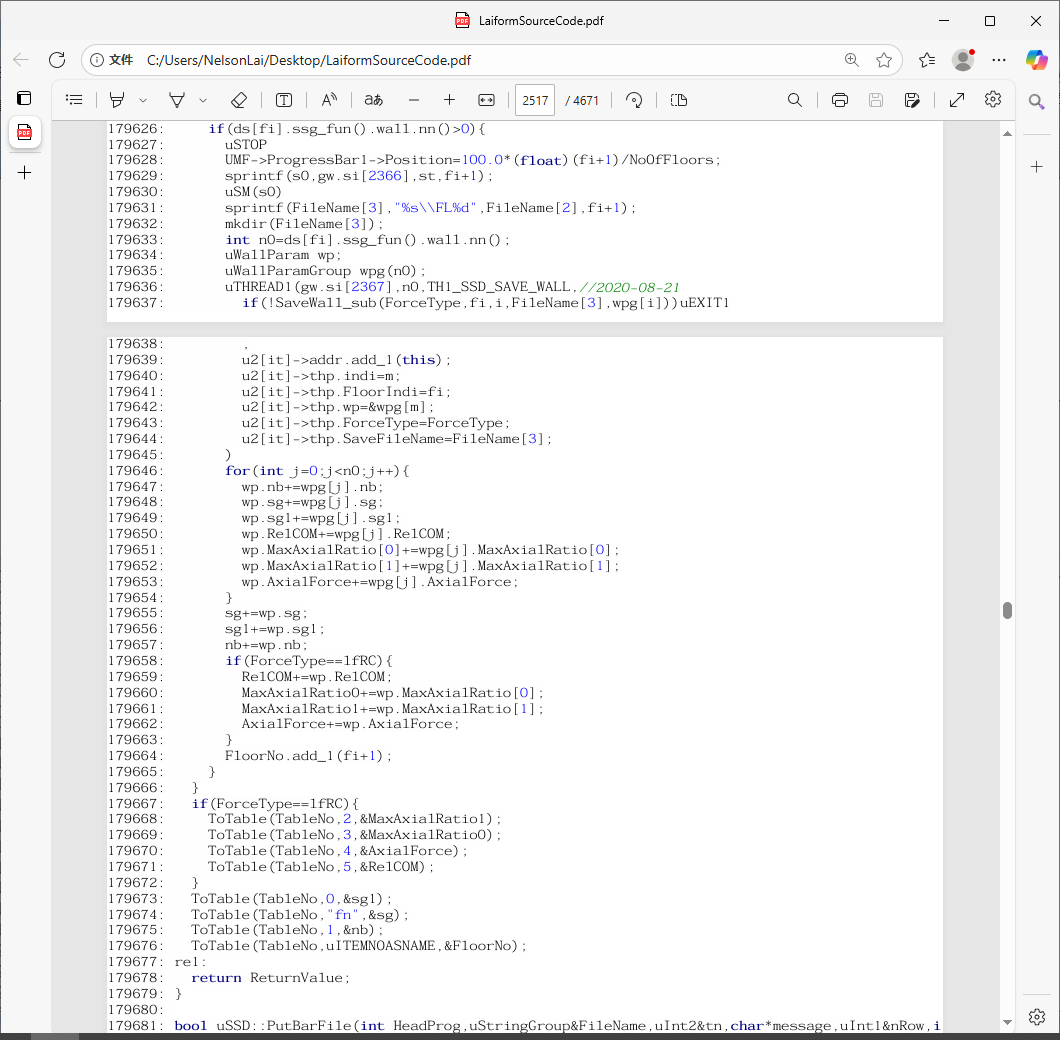 LaiformSourceCode.pdf
文件 C:/Users/NelsonLai/Desktop/LaiformSourceCode.pdf
2517 / 4671
179626: if(ds[fi].ssg_fun().wall.nn()>0){
179627: uSTOP
179628: UMF->ProgressBar1->Position=100.0*(float)(fi+1)/NoOfFloors;
179629: sprintf(s0,gw.si[2366],st,fi+1);
179630: uSM(s0)
179631: sprintf(FileName[3],"%s\\FL%d",FileName[2],fi+1);
179632: mkdir(FileName[3]);
179633: int n0=ds[fi].ssg_fun().wall.nn();
179634: uWallParam wp;
179635: uWallParamGroup wpg(n0);
179636: uTHREAD1(gw.si[2367],n0,TH1_SSD_SAVE_WALL,//2020-08-21
179637: if(!SaveWall_sub(ForceType,fi,i,FileName[3],wpg[i]))uEXIT1
179638: ,
179639: u2[it]->addr.add_1(this);
179640: u2[it]->thp.indi=m;
179641: u2[it]->thp.FloorIndi=fi;
179642: u2[it]->thp.wp=&wpg[m];
179643: u2[it]->thp.ForceType=ForceType;
179644: u2[it]->thp.SaveFileName=FileName[3];
179645: )
179646: for(int j=0;j<n0;j++){
179647: wp.nb+=wpg[j].nb;
179648: wp.sg+=wpg[j].sg;
179649: wp.sg1+=wpg[j].sg1;
179650: wp.RelCOM+=wpg[j].RelCOM;
179651: wp.MaxAxialRatio[0]+=wpg[j].MaxAxialRatio[0];
179652: wp.MaxAxialRatio[1]+=wpg[j].MaxAxialRatio[1];
179653: wp.AxialForce+=wpg[j].AxialForce;
179654: }
179655: sg+=wp.sg;
179656: sg1+=wp.sg1;
179657: nb+=wp.nb;
179658: if(ForceType==lfRC){
179659: RelCOM+=wp.RelCOM;
179660: MaxAxialRatio0+=wp.MaxAxialRatio[0];
179661: MaxAxialRatio1+=wp.MaxAxialRatio[1];
179662: AxialForce+=wp.AxialForce;
179663: }
179664: FloorNo.add_1(fi+1);
179665: }
179666: }
179667: if(ForceType==lfRC){
179668: ToTable(TableNo,2,&MaxAxialRatio1);
179669: ToTable(TableNo,3,&MaxAxialRatio0);
179670: ToTable(TableNo,4,&AxialForce);
179671: ToTable(TableNo,5,&RelCOM);
179672: }
179673: ToTable(TableNo,0,&sg1);
179674: ToTable(TableNo,"fn",&sg);
179675: ToTable(TableNo,1,&nb);
179676: ToTable(TableNo,uITEMNOASNAME,&FloorNo);
179677: re1:
179678: return ReturnValue;
179679: }
179680:
179681: bool uSSD::PutBarFile(int HeadProg,uStringGroup&FileName,uInt2&tn,char*message,uInt1&nRow,i